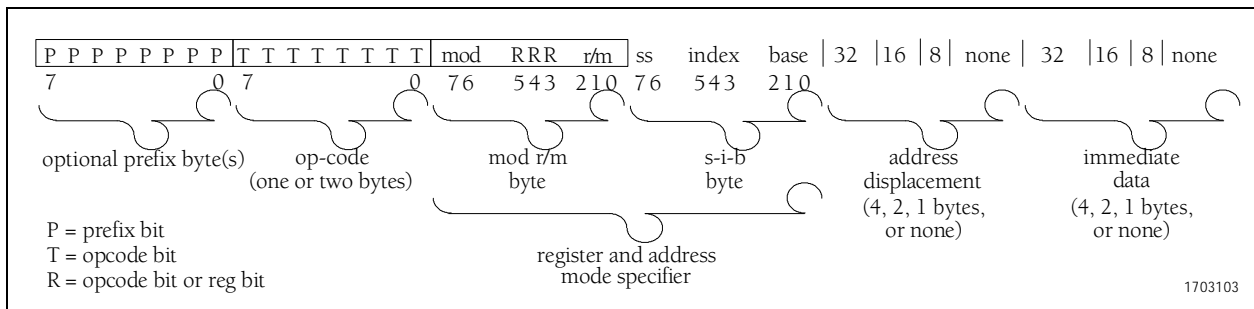 P P P P P P P P T T T T T T T T mod RRR r/m ss index base 32 16 8 none 32 16 8 none
7 0 7 0 76 543 210 76 543 210
optional prefix byte(s)
op-code
(one or two bytes)
mod r/m
byte
s-i-b
byte
address
displacement
(4, 2, 1 bytes,
or none)
immediate
data
(4, 2, 1 bytes,
or none)
register and address
mode specifier
P = prefix bit
T = opcode bit
R = opcode bit or reg bit
1703103